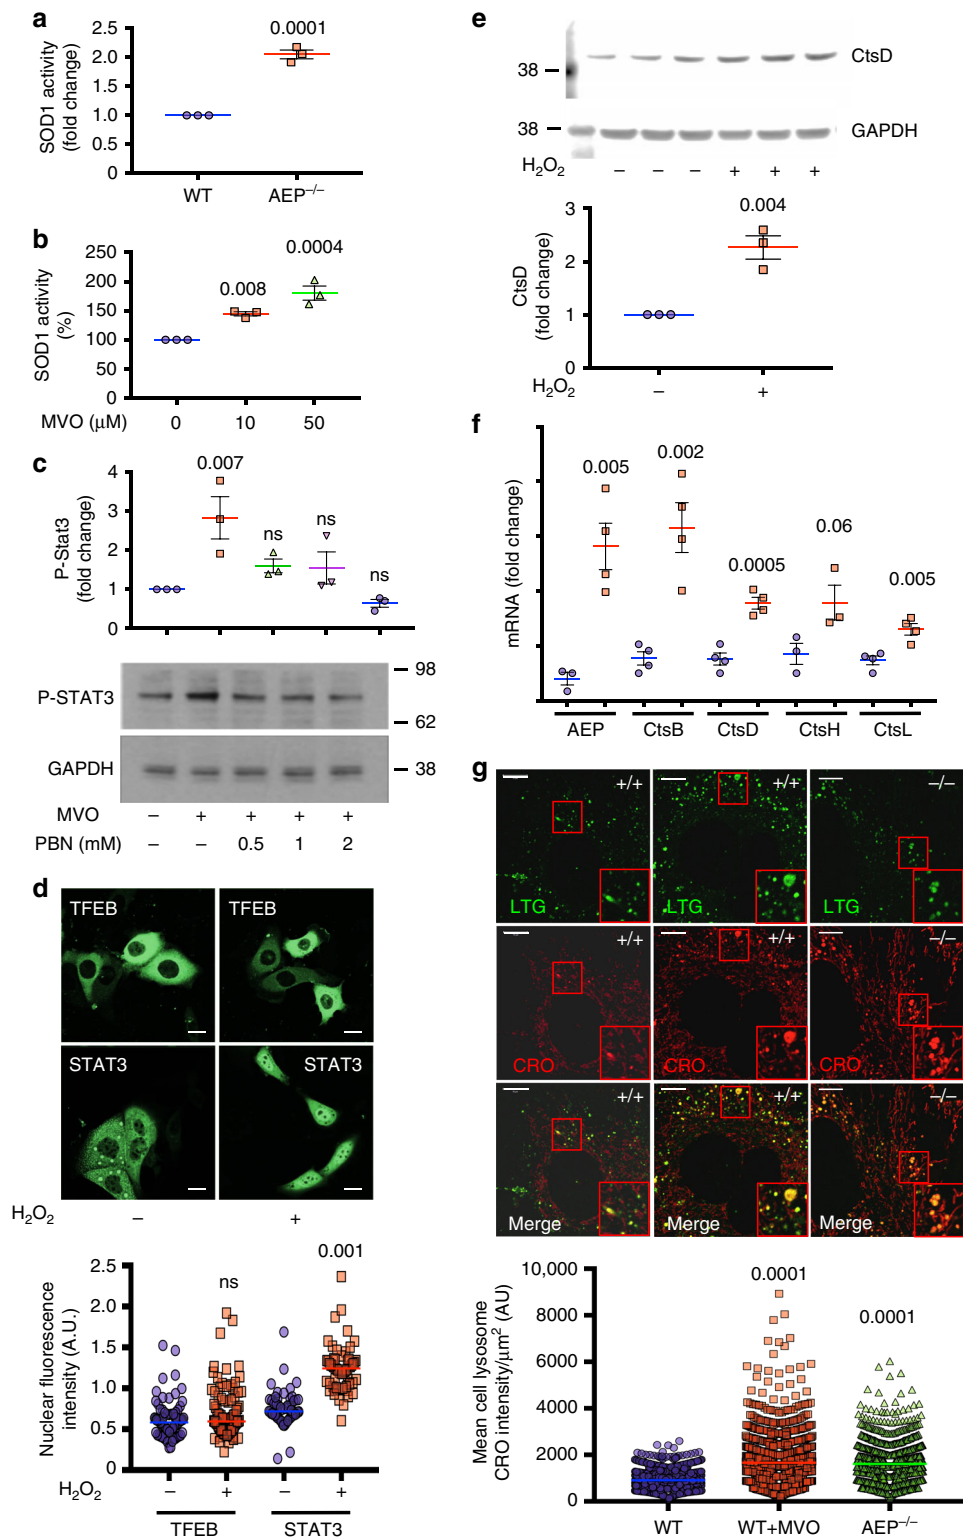 a
SOD1 activity
(fold change)
2.5
2.0
1.5
1.0
0.5
0
0.0001
WT
AEP–/–
b
SOD1 activity
(%)
250
200
150
100
50
0
0.008
0.0004
MVO (μM)
0
10
50
c
P-Stat3
(fold change)
4
3
2
1
0
0.007
ns
ns
ns
P-STAT3
98
62
GAPDH
38
MVO – + + + +
PBN (mM) – – 0.5 1 2
d
TFEB
TFEB
STAT3
STAT3
H2O2 – +
Nuclear fluorescence
intensity (A.U.)
2.5
2.0
1.5
1.0
0.5
0
ns
0.001
H2O2 – + – +
TFEB
STAT3
e
38
CtsD
38
GAPDH
H2O2 – – – + + +
CtsD
(fold change)
3
2
1
0
0.004
H2O2 – +
f
mRNA (fold change)
0.005
0.002
0.0005
0.06
0.005
AEP
CtsB
CtsD
CtsH
CtsL
g
+/+
+/+
–/–
LTG
LTG
LTG
+/+
+/+
–/–
CRO
CRO
CRO
+/+
+/+
–/–
Merge
Merge
Merge
Mean cell lysosome
CRO intensity/μm2 (AU)
10,000
8000
6000
4000
2000
0
0.0001
0.0001
WT
WT+MVO
AEP–/–